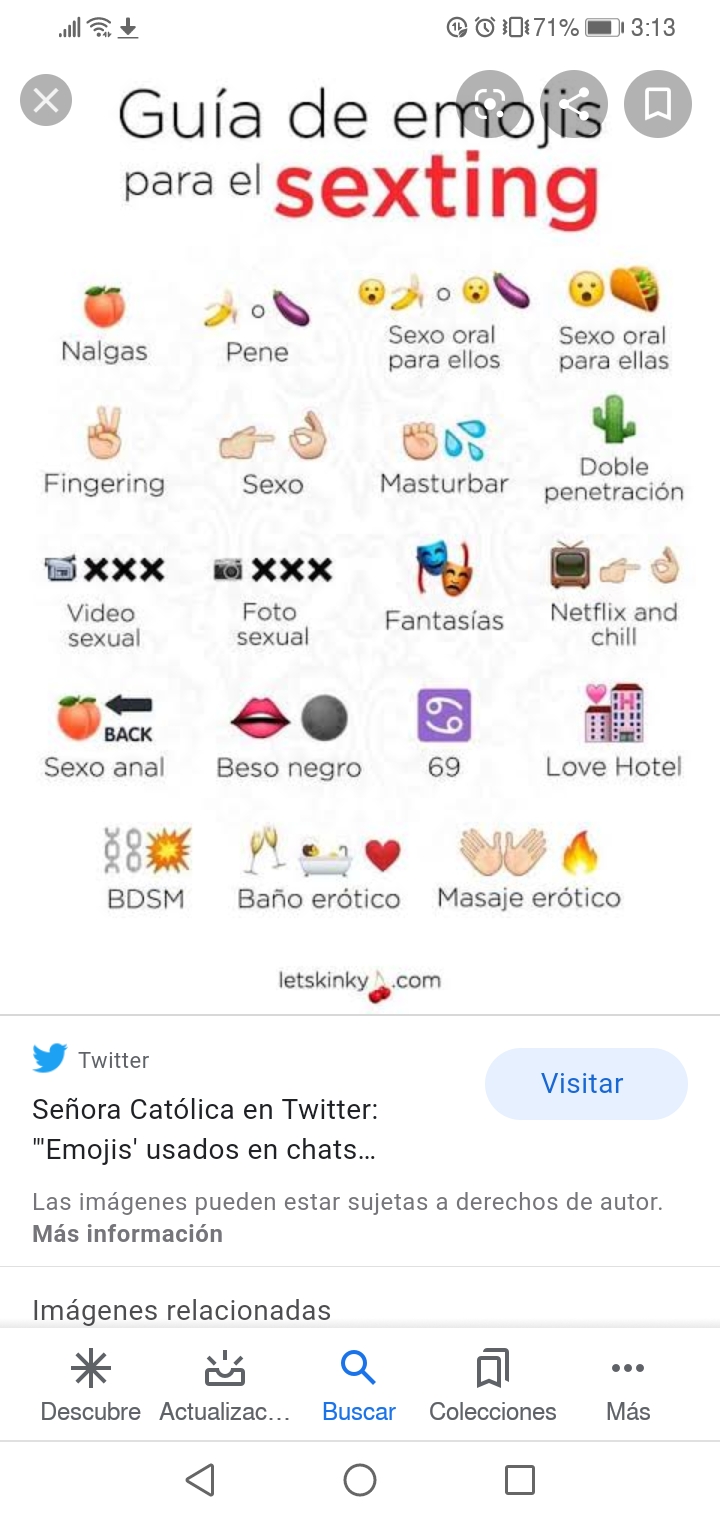 71% 3:13
Guía de emojis
para el sexting
Nalgas
o
Pene
o
Sexo oral
para ellos
Sexo oral
para ellas
Fingering
Sexo
Masturbar
Doble
penetración
XXX
Video
sexual
XXX
Foto
sexual
Fantasías
Netflix and
chill
BACK
Sexo anal
Beso negro
69
H
Love Hotel
BDSM
Baño erótico
Masaje erótico
letskinky.com
Twitter
Visitar
Señora Católica en Twitter:
"'Emojis' usados en chats...
Las imágenes pueden estar sujetas a derechos de autor.
Más información
Imágenes relacionadas
Descubre
Actualizac...
Buscar
Colecciones
Más